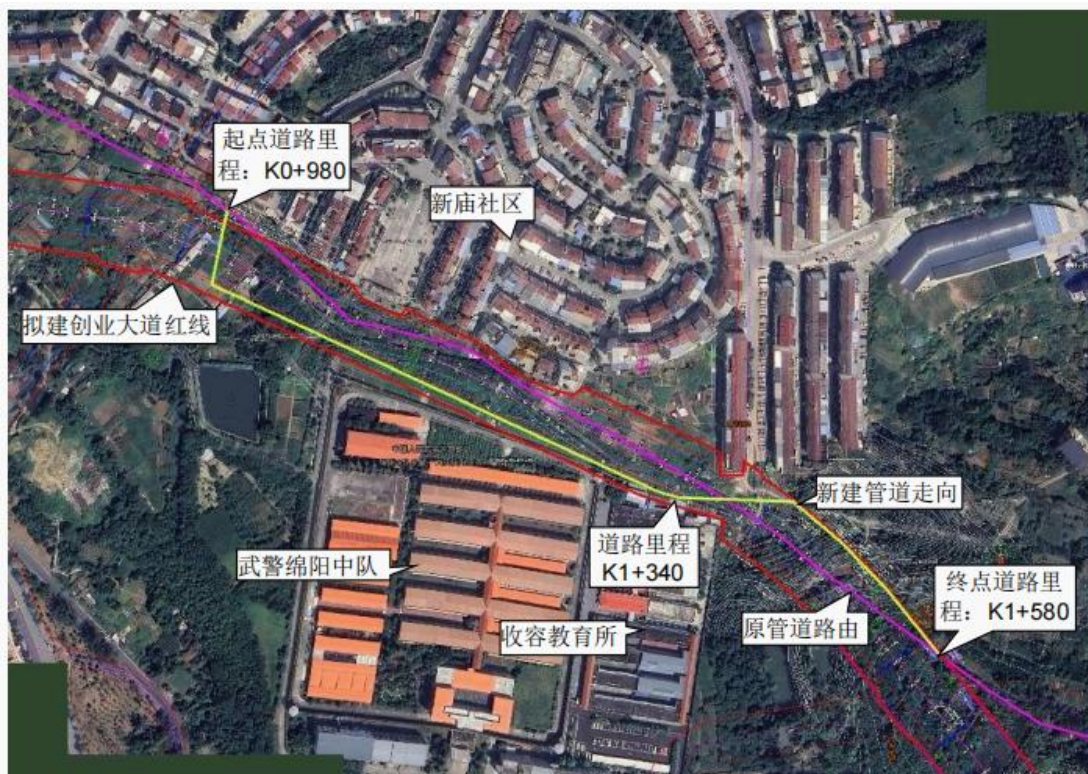 起点道路里
程：K0+980
新庙社区
拟建创业大道红线
新建管道走向
道路里程
K1+340
武警绵阳中队
终点道路里
程：K1+580
收容教育所
原管道路由